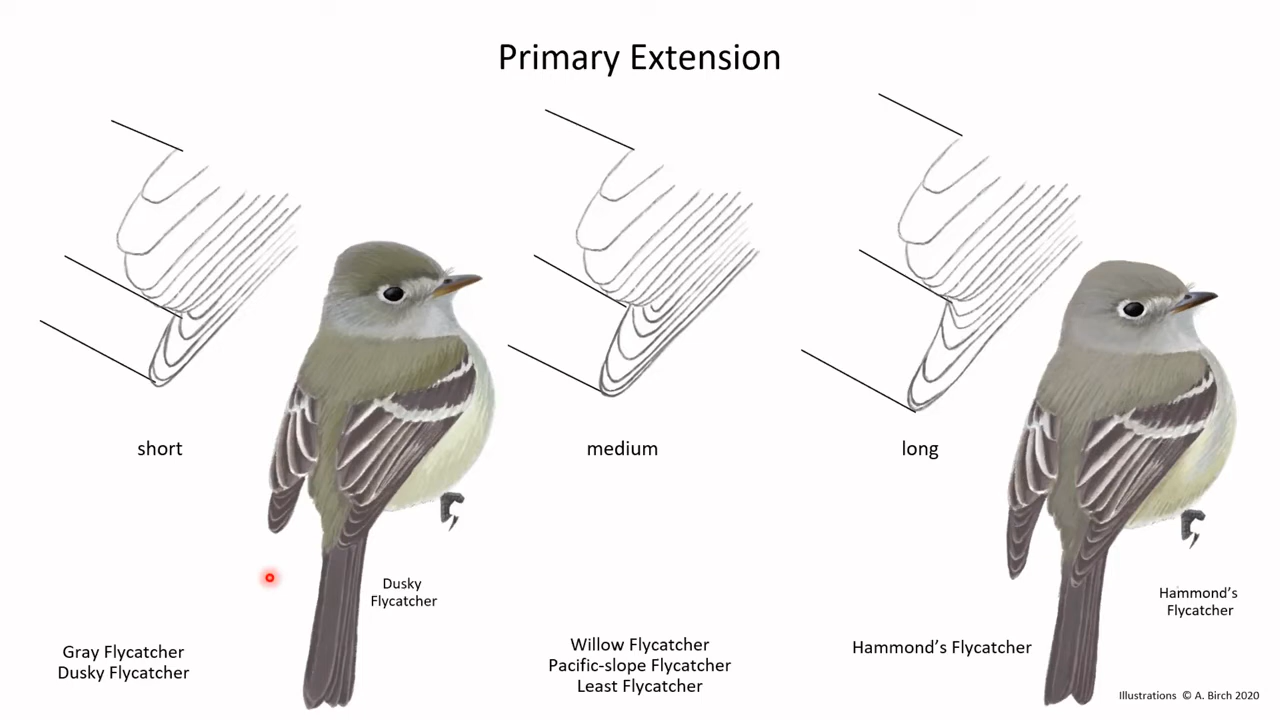 Primary Extension
short
medium
long
Dusky
Flycatcher
Hammond's
Flycatcher
Gray Flycatcher
Dusky Flycatcher
Willow Flycatcher
Pacific-slope Flycatcher
Least Flycatcher
Hammond's Flycatcher
Illustrations © A. Birch 2020